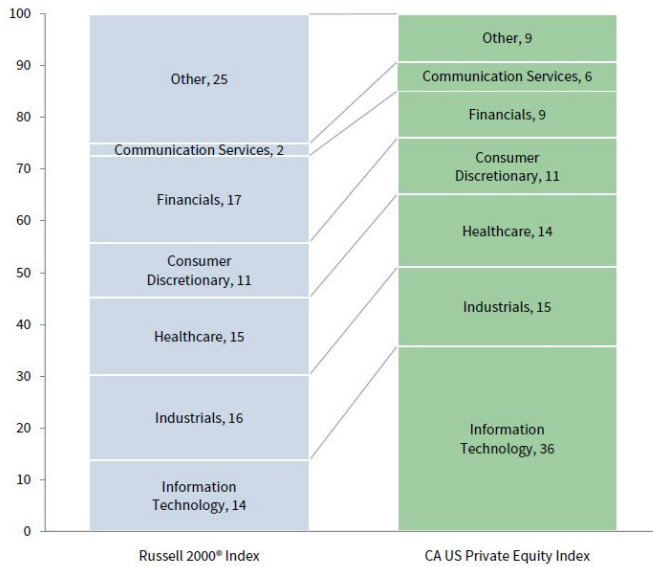 100
90
80
70
60
50
40
30
20
10
0
Other, 25
Communication Services, 2
Financials, 17
Consumer
Discretionary, 11
Healthcare, 15
Industrials, 16
Information
Technology, 14
Other, 9
Communication Services, 6
Financials, 9
Consumer
Discretionary, 11
Healthcare, 14
Industrials, 15
Information
Technology, 36
Russell 2000® Index
CA US Private Equity Index